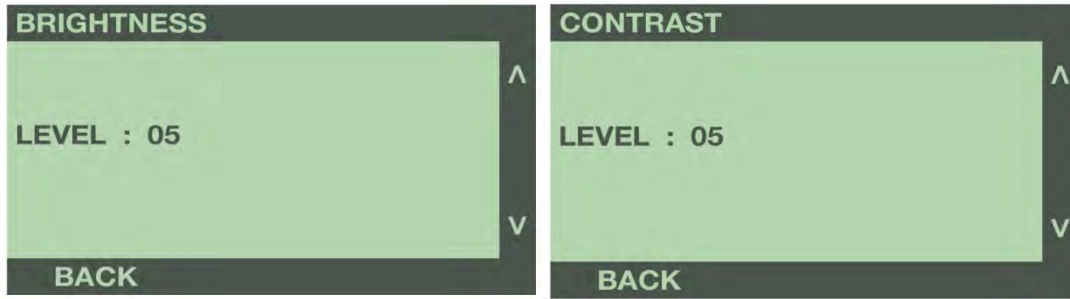 BRIGHTNESS
LEVEL : 05
BACK
CONTRAST
LEVEL : 05
BACK